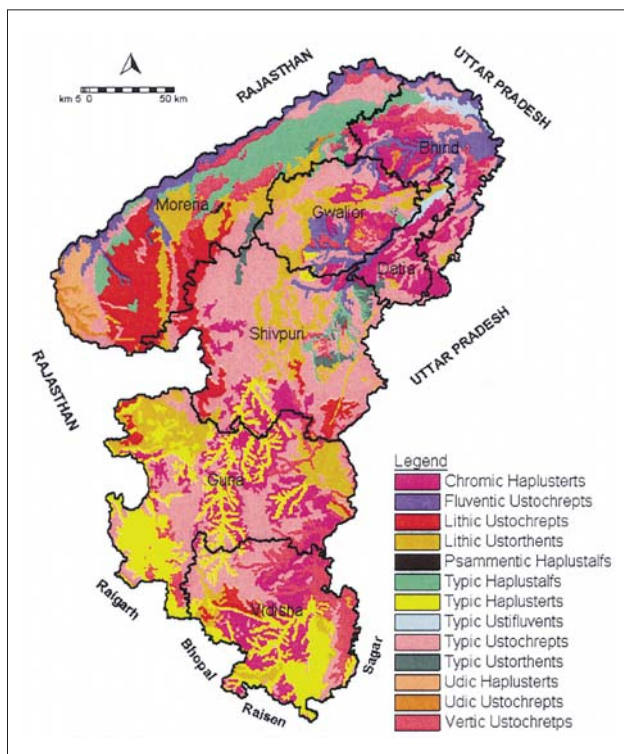 RAJASTHAN
UTTAR PRADESH
km 5 0 50 km
Bhind
Morena
Gwalior
Datia
Shivpuri
UTTAR PRADESH
RAJASTHAN
Guna
Vidisha
Raigarh
Bhopal
Raisen
Sagar
Legend
Chromic Haplusterts
Fluventic Ustochrepts
Lithic Ustochrepts
Lithic Ustorthents
Psammentic Haplustalfs
Typic Haplustalfs
Typic Haplusterts
Typic Ustifluvents
Typic Ustochrepts
Typic Ustorthents
Udic Haplusterts
Udic Ustochrepts
Vertic Ustochretps